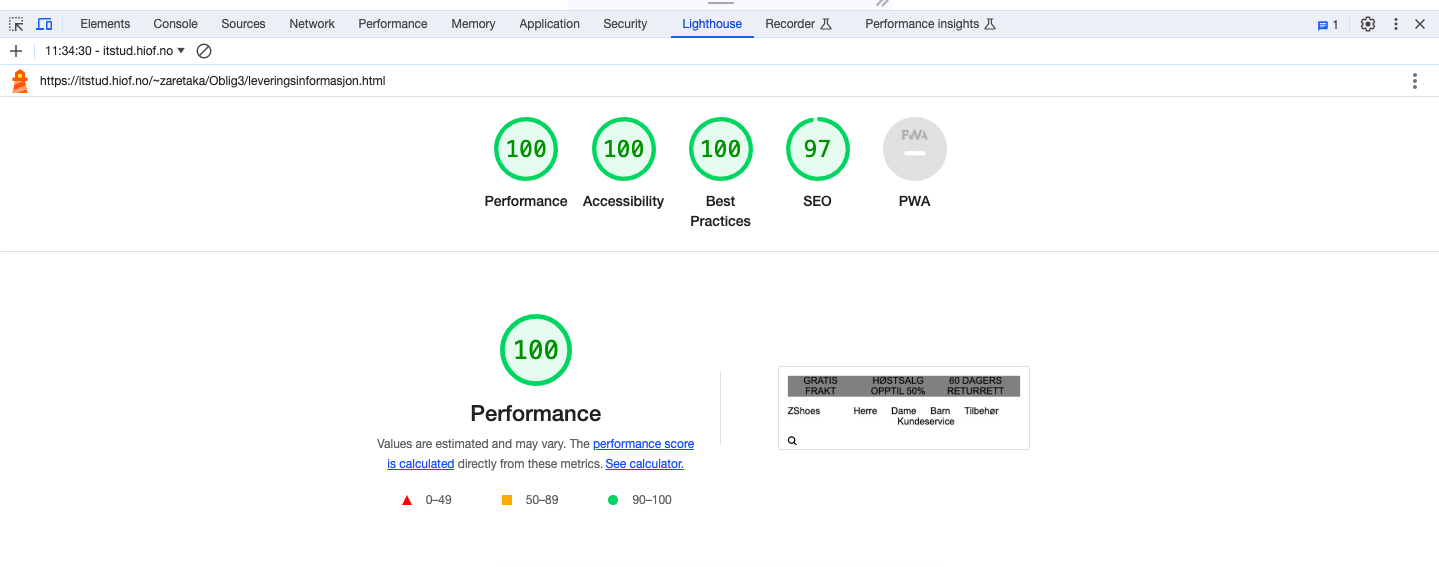 Elements Console Sources Network Performance Memory Application Security Lighthouse Recorder Performance insights 1
11:34:30 - itstud.hiof.no
https://itstud.hiof.no/~zaretaka/Oblig3/leveringsinformasjon.html
100 100 100 97 PWA
Performance Accessibility Best Practices SEO PWA
100
Performance
Values are estimated and may vary. The performance score
is calculated directly from these metrics. See calculator.
0–49 50–89 90–100
GRATIS HØSTSALG 60 DAGERS
FRAKT OPPTIL 50% RETURRETT
ZShoes Herre Dame Barn Tilbehør
Kundeservice